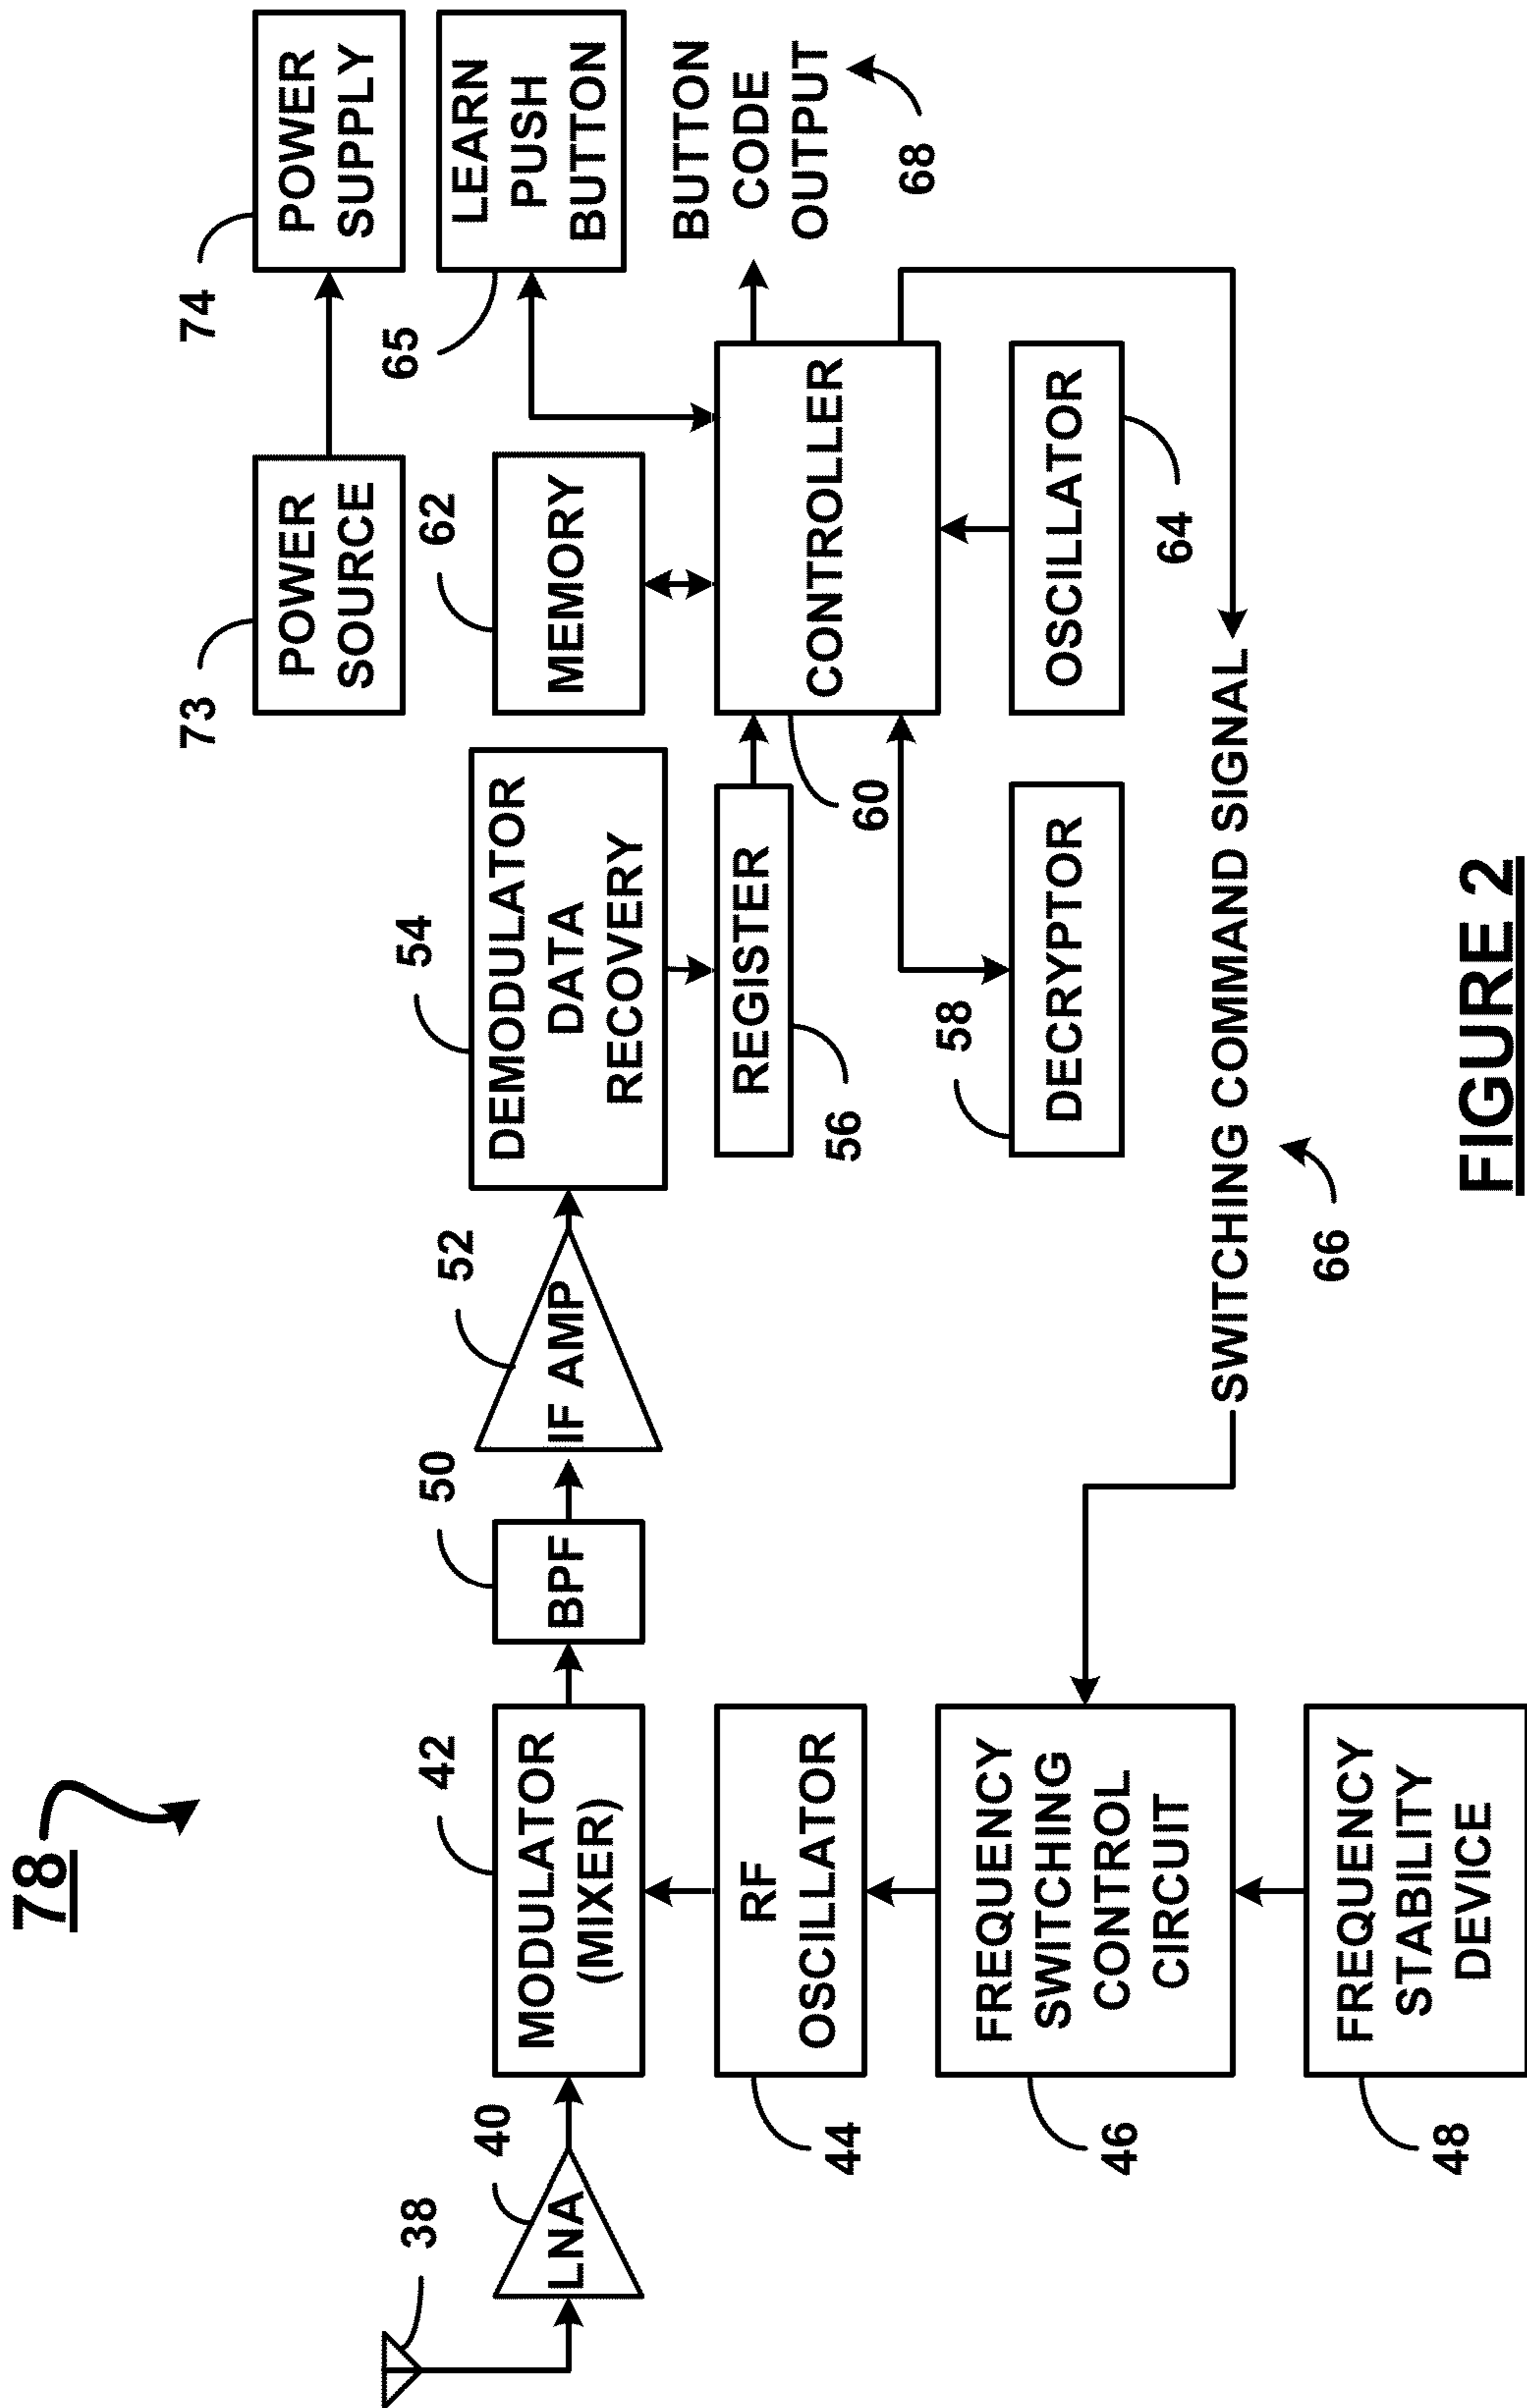 78
38
40
LNA
42
MODULATOR
(MIXER)
50
BPF
52
IF AMP
54
DEMODULATOR
DATA
RECOVERY
73
POWER
SOURCE
74
POWER
SUPPLY
62
MEMORY
65
LEARN
PUSH
BUTTON
44
RF
OSCILLATOR
56
REGISTER
60
CONTROLLER
BUTTON
CODE
OUTPUT
68
46
FREQUENCY
SWITCHING
CONTROL
CIRCUIT
58
DECRYPTOR
OSCILLATOR
64
SWITCHING COMMAND SIGNAL
66
48
FREQUENCY
STABILITY
DEVICE
FIGURE 2